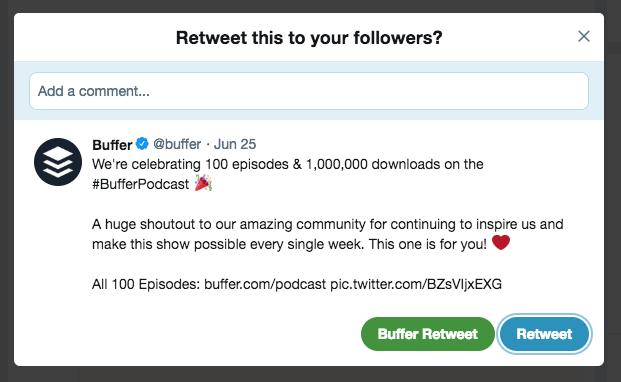 Retweet this to your followers?
Add a comment...
Buffer @buffer · Jun 25
We're celebrating 100 episodes & 1,000,000 downloads on the
#BufferPodcast 🎉
A huge shoutout to our amazing community for continuing to inspire us and
make this show possible every single week. This one is for you! ❤️
All 100 Episodes: buffer.com/podcast pic.twitter.com/BZsVIjxEXG
Buffer Retweet Retweet